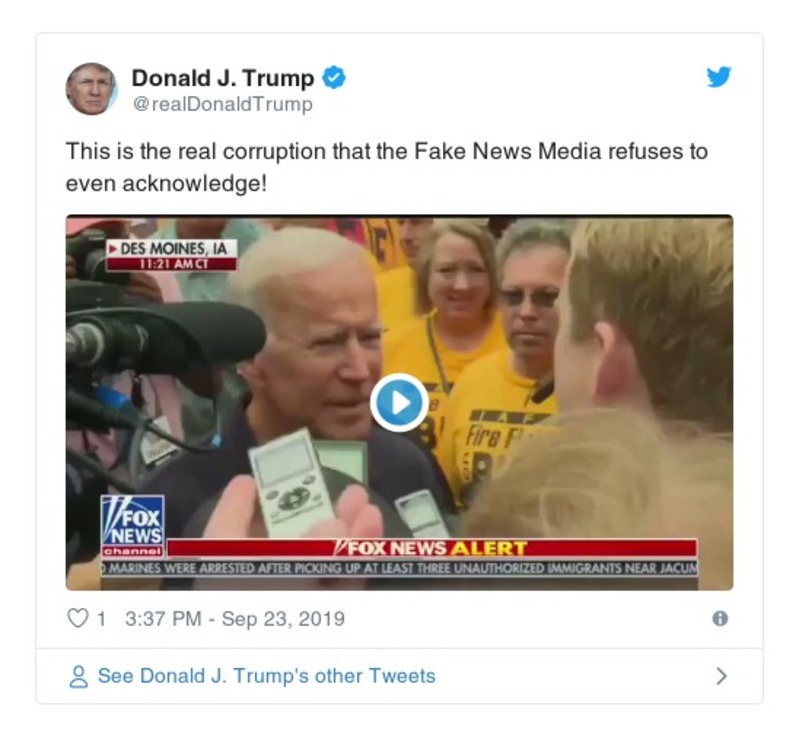 Donald J. Trump
@realDonaldTrump
This is the real corruption that the Fake News Media refuses to
even acknowledge!
DES MOINES, IA
11:21 AM CT
Fire F
FOX
NEWS
channel
FOX NEWS ALERT
MARINES WERE ARRESTED AFTER PICKING UP AT LEAST THREE UNAUTHORIZED IMMIGRANTS NEAR JACUM
1 3:37 PM - Sep 23, 2019
See Donald J. Trump's other Tweets